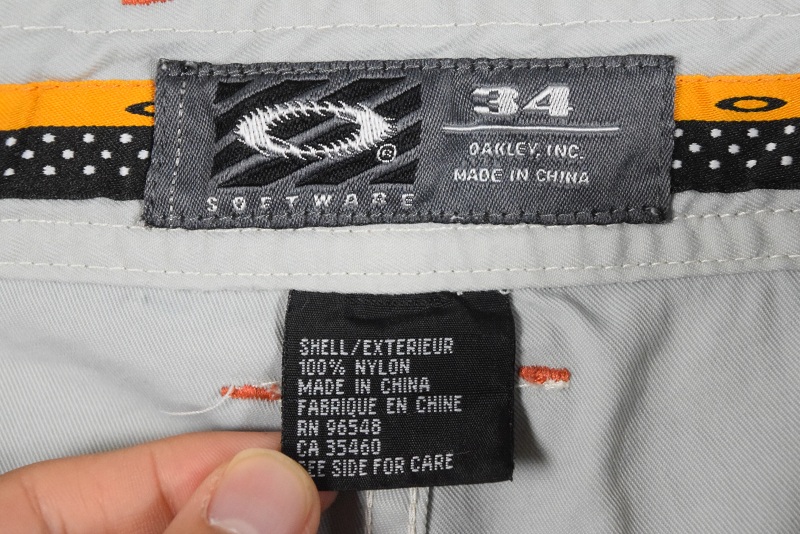 34
OAKLEY, INC.
MADE IN CHINA
®
SOFTWARE
SHELL/EXTERIEUR
100% NYLON
MADE IN CHINA
FABRIQUE EN CHINE
RN 96548
CA 35460
SEE SIDE FOR CARE